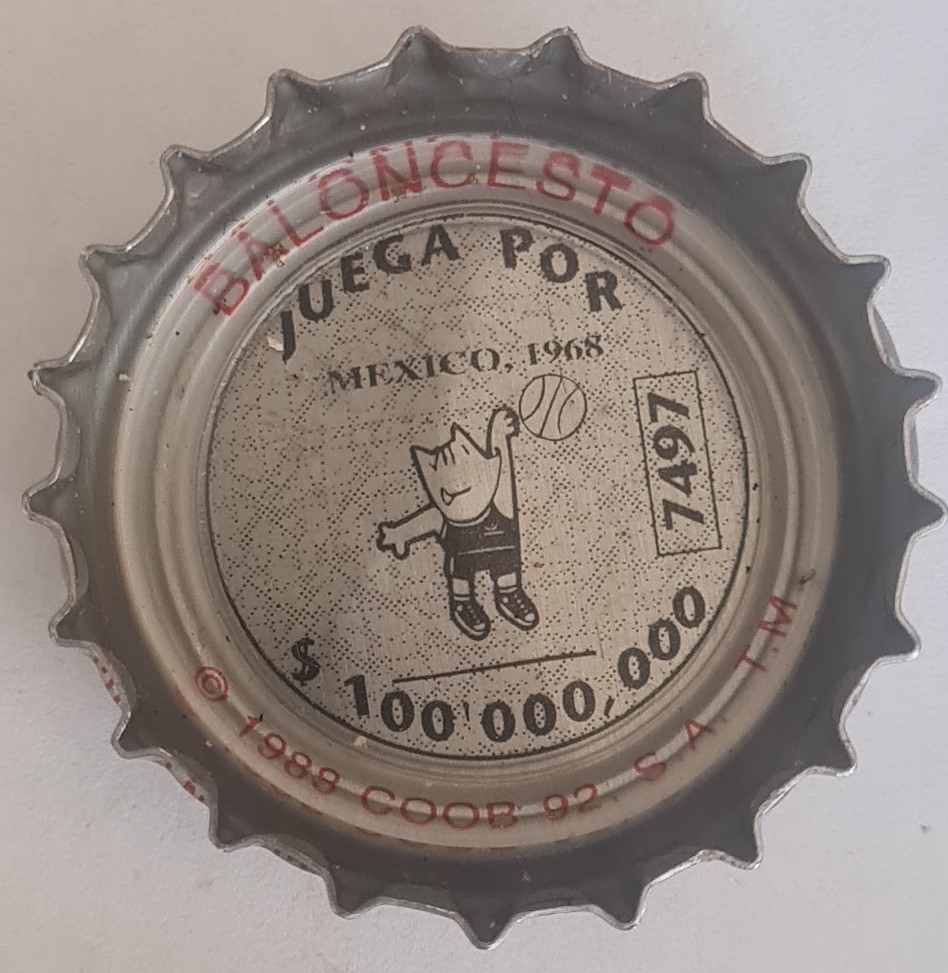 BALONCESTO
JUEGA POR
MEXICO, 1968
7497
$ 100'000,000
© 1988 COOB 92 S A T.M.